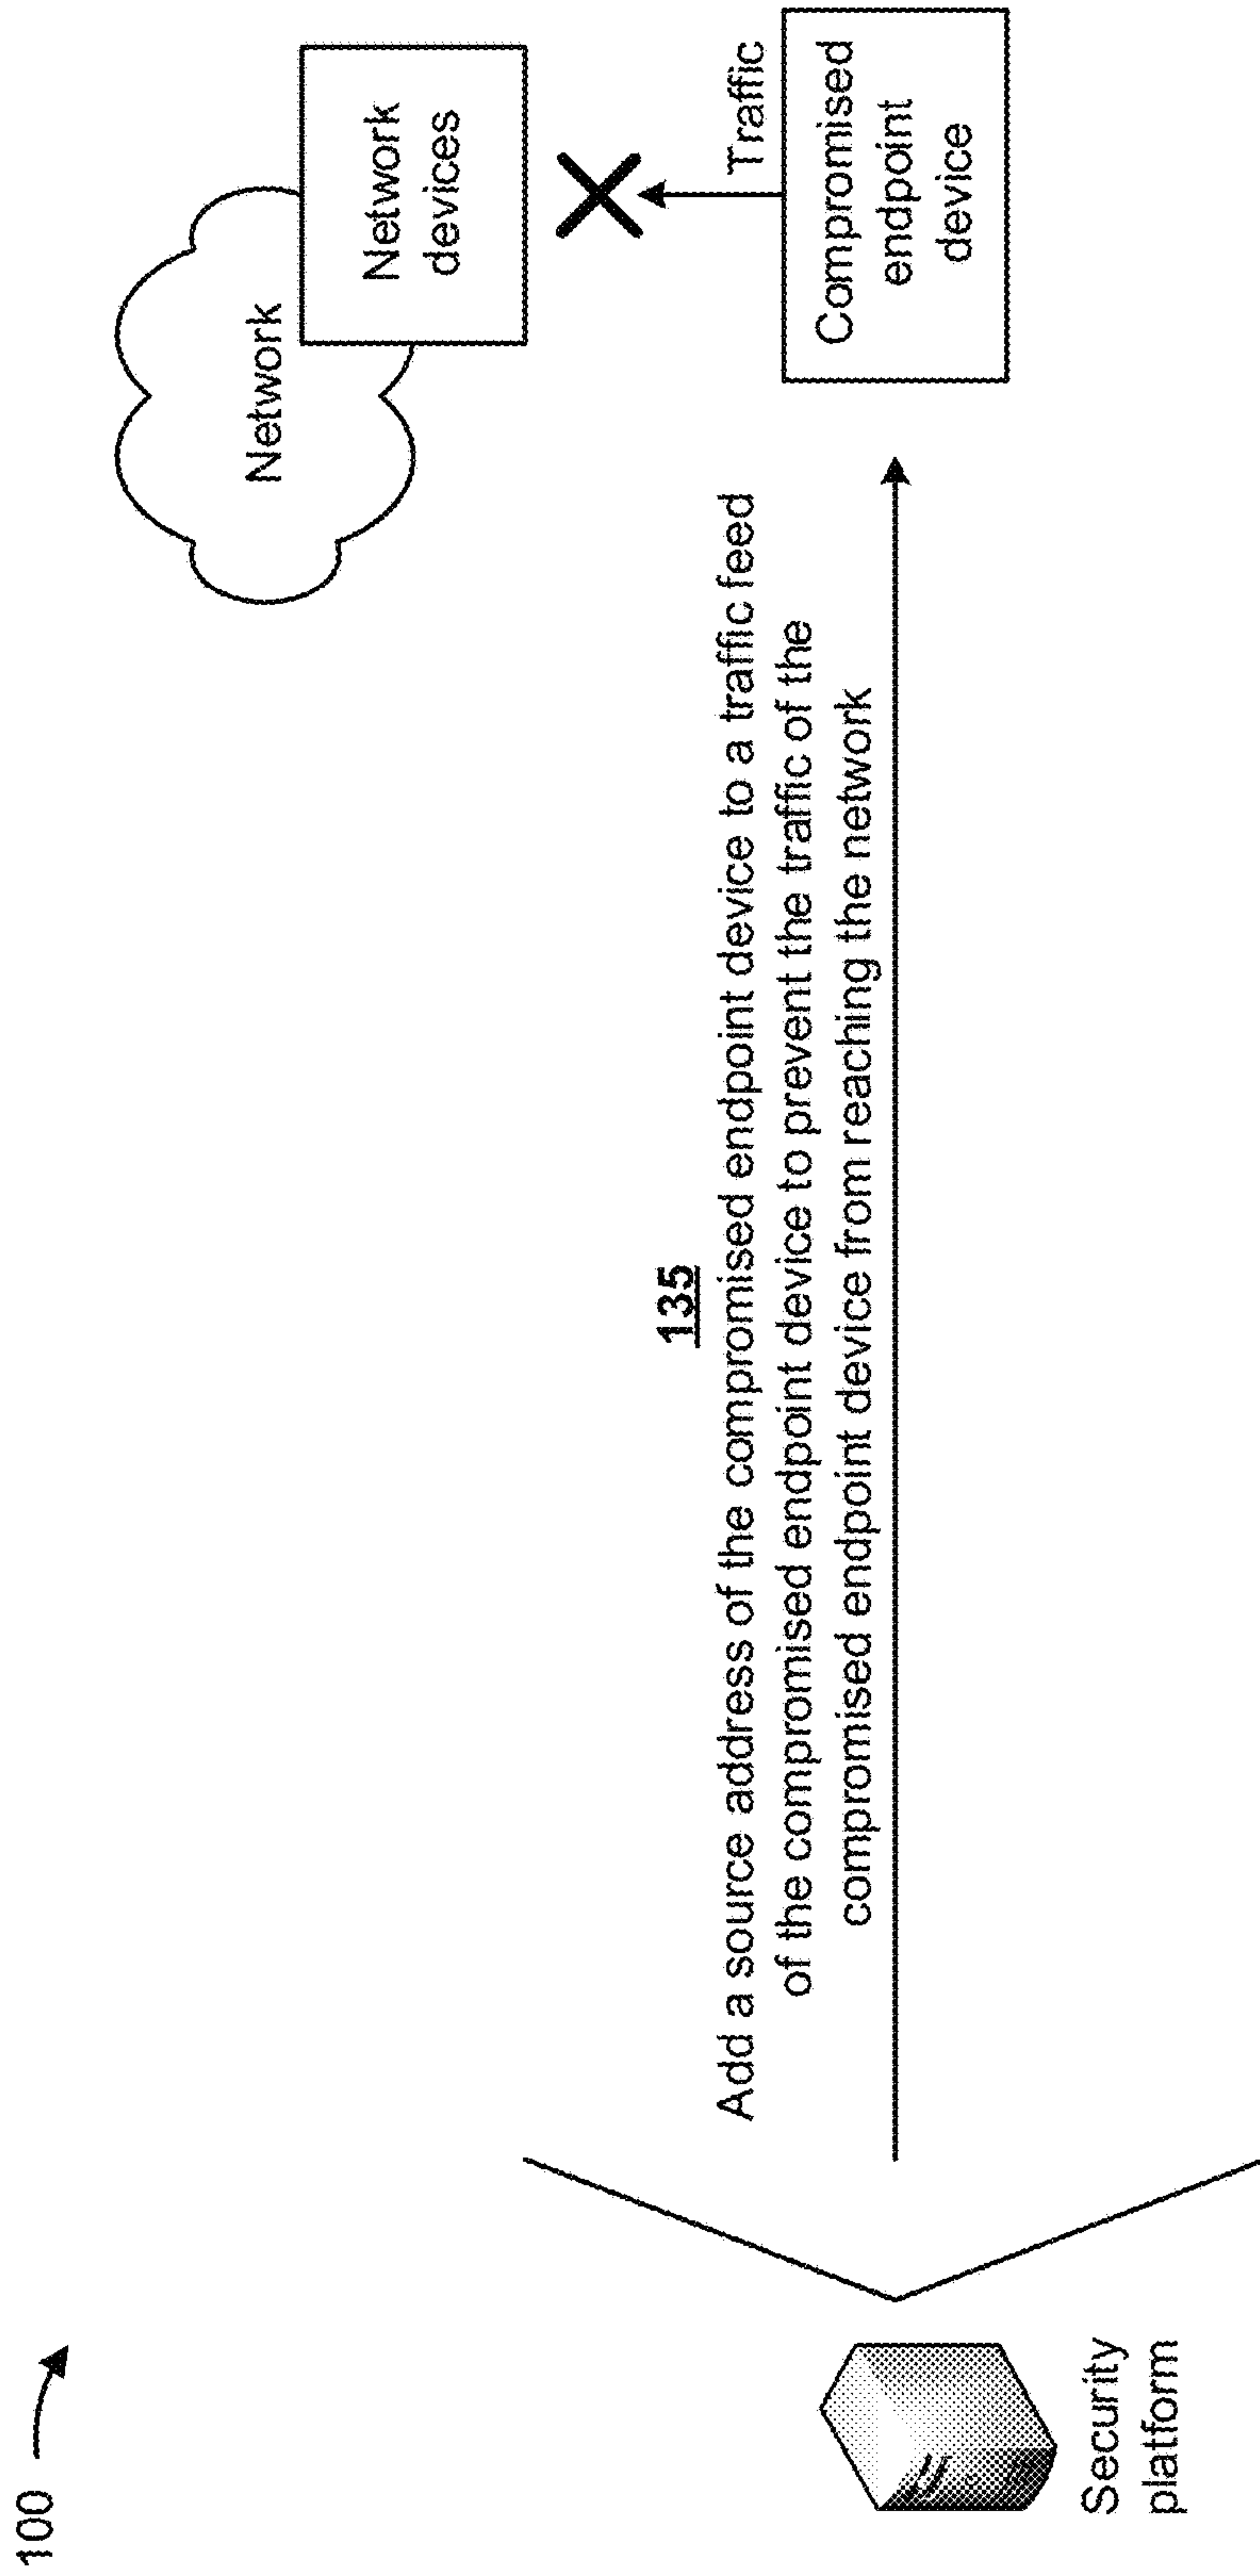 100
Network
Network
devices
Traffic
Compromised
endpoint
device
135
Add a source address of the compromised endpoint device to a traffic feed
of the compromised endpoint device to prevent the traffic of the
compromised endpoint device from reaching the network
Security
platform